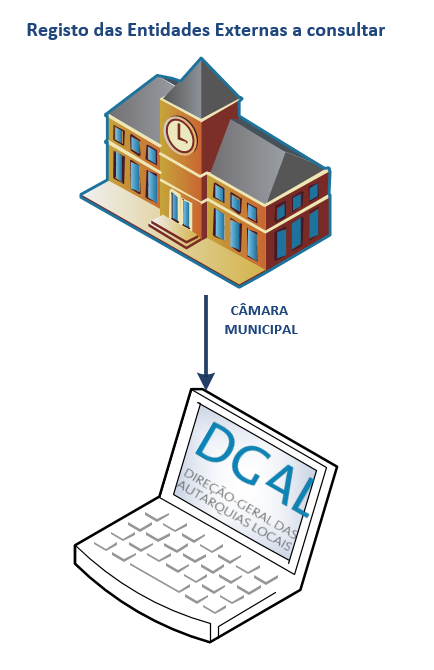 Registo das Entidades Externas a consultar
CÂMARA
MUNICIPAL
DGAL
DIREÇÃO-GERAL DAS
AUTARQUIAS LOCAIS